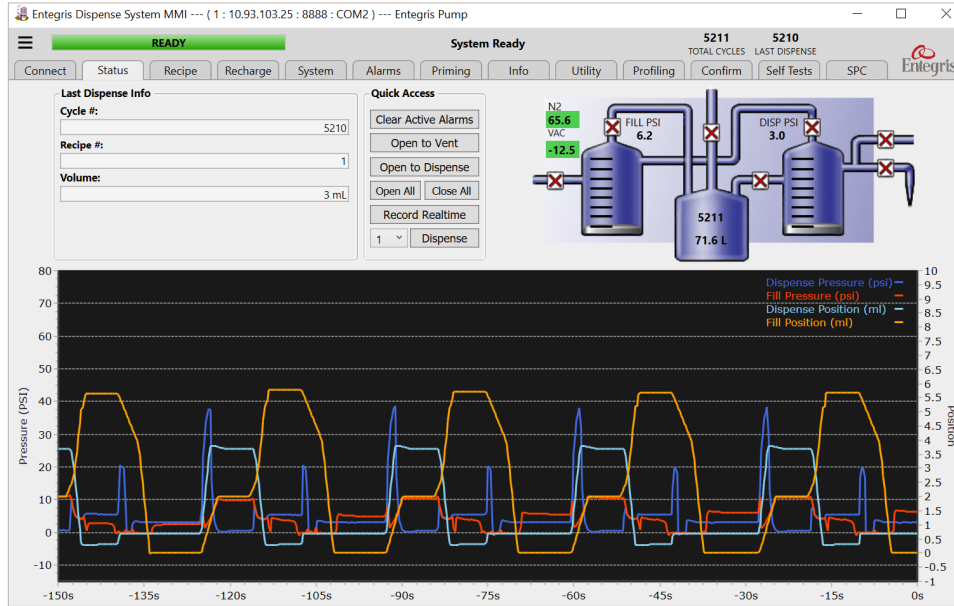 Entegris Dispense System MMI --- ( 1 : 10.93.103.25 : 8888 : COM2 ) --- Entegris Pump
READY
System Ready
5211
TOTAL CYCLES
5210
LAST DISPENSE
Entegris
Connect
Status
Recipe
Recharge
System
Alarms
Priming
Info
Utility
Profiling
Confirm
Self Tests
SPC
Last Dispense Info
Cycle #:
5210
Recipe #:
1
Volume:
3 mL
Quick Access
Clear Active Alarms
Open to Vent
Open to Dispense
Open All
Close All
Record Realtime
1
Dispense
N2
65.6
VAC
-12.5
FILL PSI
6.2
DISP PSI
3.0
5211
71.6 L
Dispense Pressure (psi)
Fill Pressure (psi)
Dispense Position (ml)
Fill Position (ml)
Pressure (PSI)
80
70
60
50
40
30
20
10
0
-10
Position
10
9.5
9
8.5
8
7.5
7
6.5
6
5.5
5
4.5
4
3.5
3
2.5
2
1.5
1
0.5
0
-0.5
-1
-150s
-135s
-120s
-105s
-90s
-75s
-60s
-45s
-30s
-15s
0s